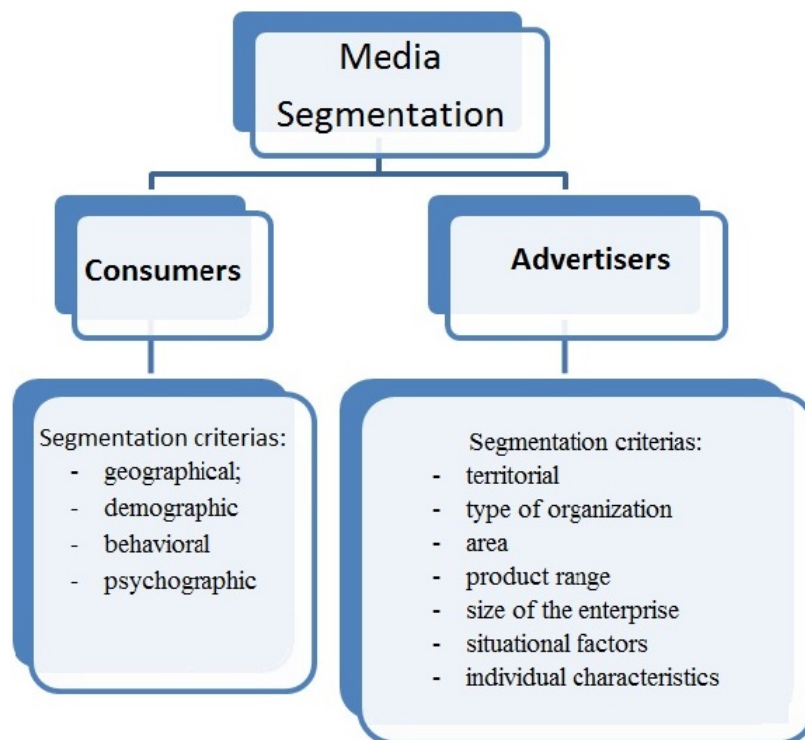 Media
Segmentation
Consumers
Advertisers
Segmentation criterias:
- geographical;
- demographic
- behavioral
- psychographic
Segmentation criterias:
- territorial
- type of organization
- area
- product range
- size of the enterprise
- situational factors
- individual characteristics